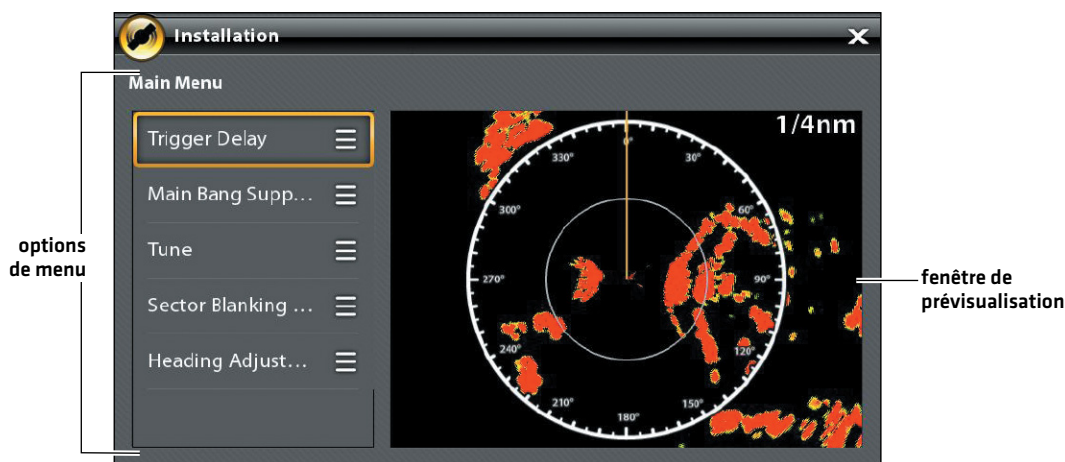 Installation
Main Menu
Trigger Delay
Main Bang Supp...
Tune
Sector Blanking ...
Heading Adjust...
options
de menu
1/4nm
0°
30°
60°
90°
120°
150°
180°
210°
240°
270°
300°
330°
fenêtre de
prévisualisation